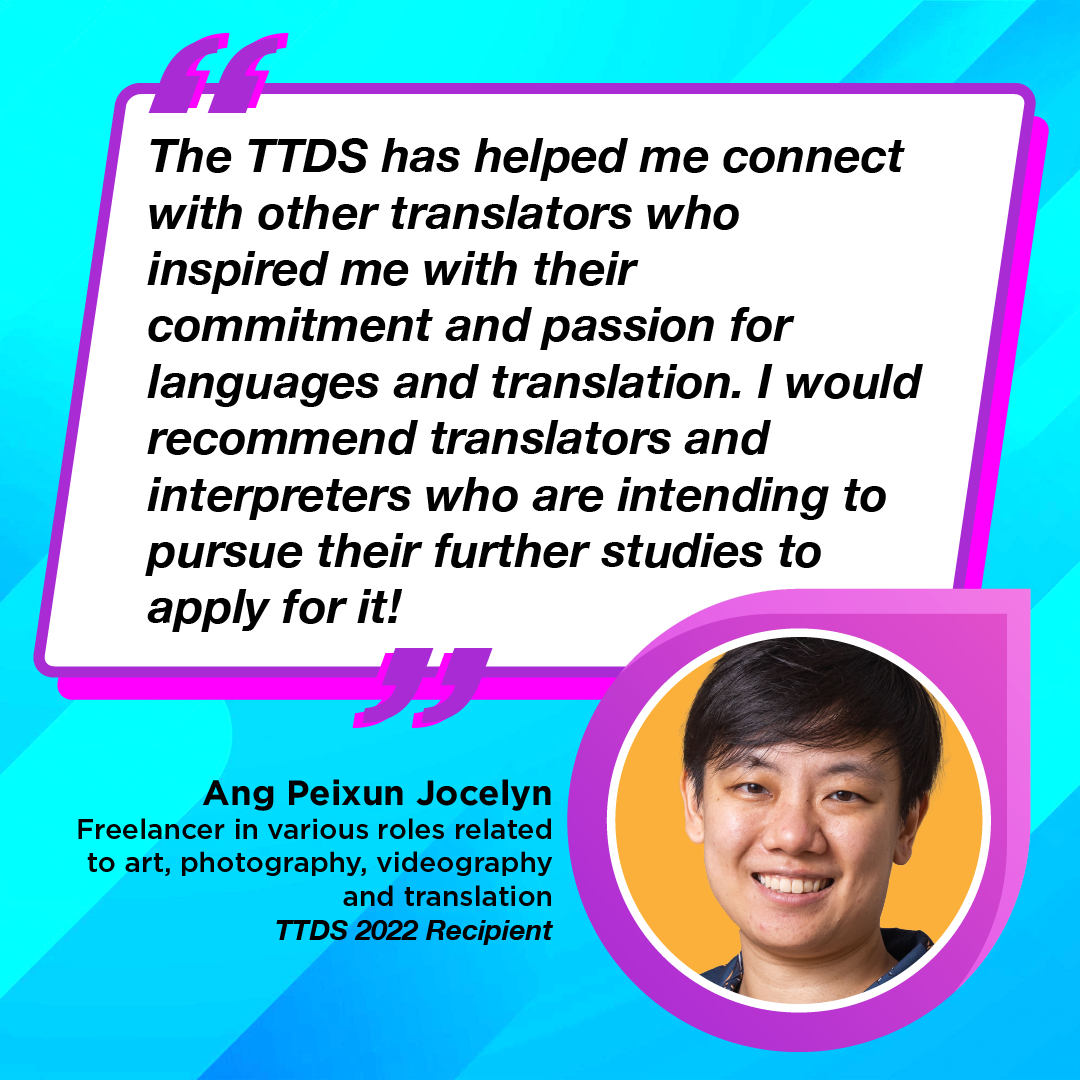 The TTDS has helped me connect
with other translators who
inspired me with their
commitment and passion for
languages and translation. I would
recommend translators and
interpreters who are intending to
pursue their further studies to
apply for it!
Ang Peixun Jocelyn
Freelancer in various roles related
to art, photography, videography
and translation
TTDS 2022 Recipient